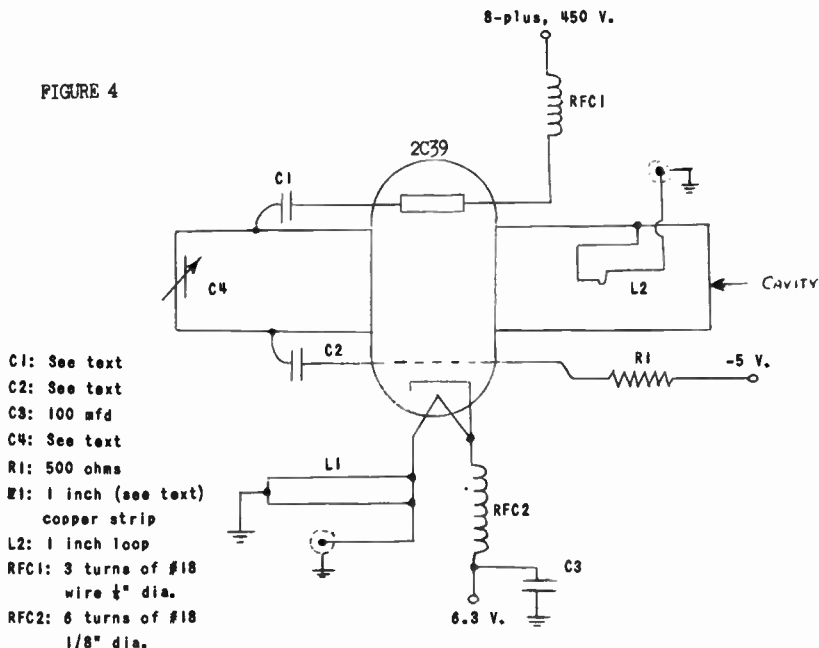 8-plus, 450 V.
FIGURE 4
RFC1
2C39
C1
C4
L2
CAVITY
C2
R1
-5 V.
C1: See text
C2: See text
C3: 100 mfd
C4: See text
R1: 500 ohms
L1: 1 inch (see text)
copper strip
L2: 1 inch loop
RFC1: 3 turns of #18
wire ¼" dia.
RFC2: 6 turns of #18
1/8" dia.
L1
RFC2
C3
6.3 V.